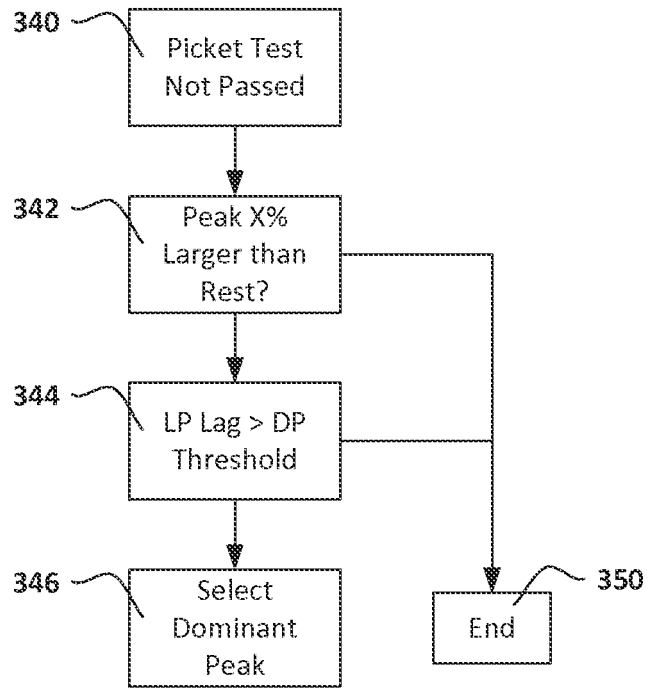 340
Picket Test
Not Passed
342
Peak X%
Larger than
Rest?
344
LP Lag > DP
Threshold
346
Select
Dominant
Peak
350
End